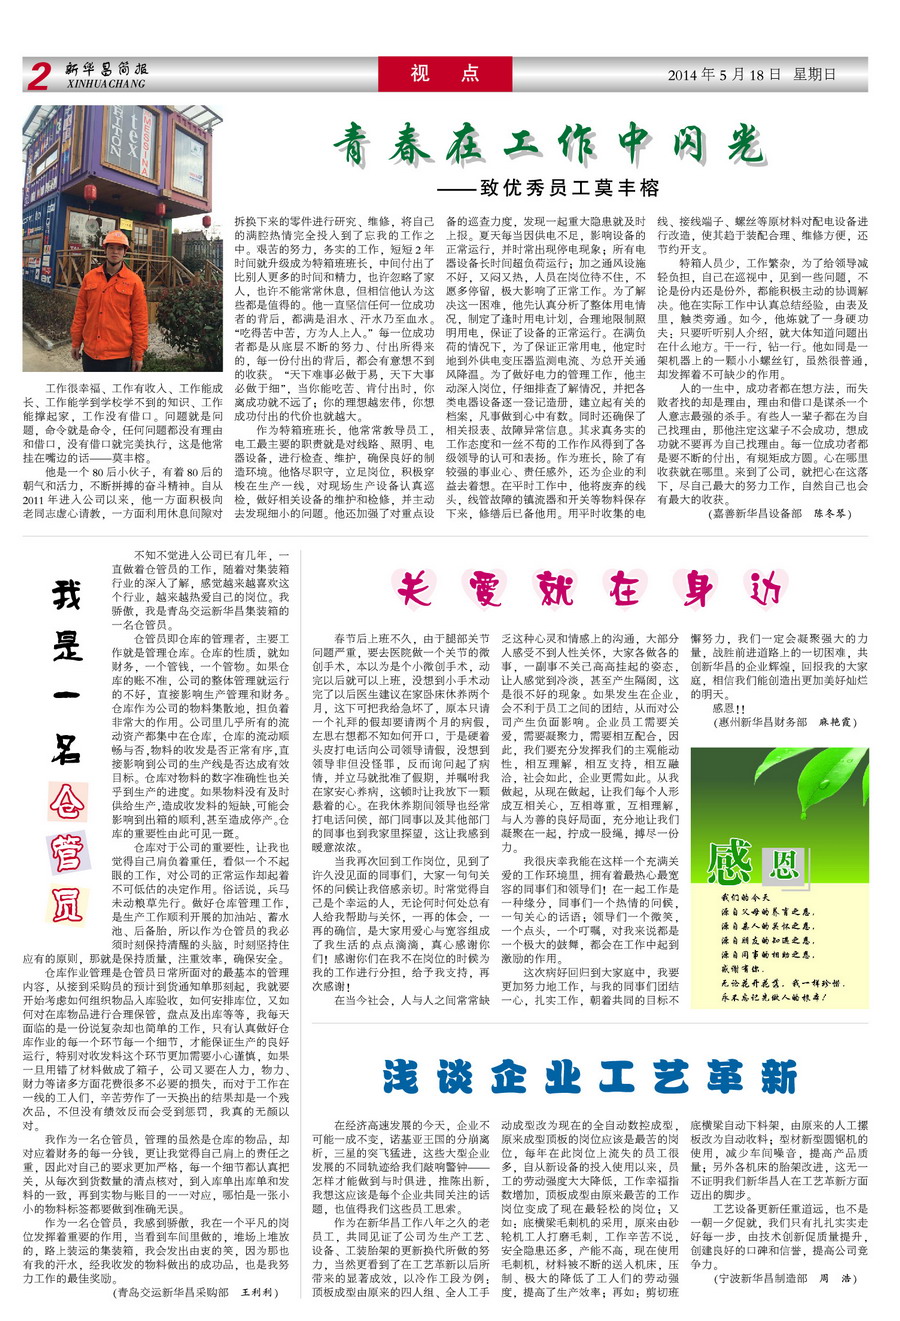 2
新华昌简报
XINHUACHANG
视 点
2014 年 5 月 18 日 星期日
青春在工作中闪光
——致优秀员工莫丰榕
工作很幸福、工作有收入、工作能成
长、工作能学到学校学不到的知识、工作
能撑起家，工作没有借口。问题就是问
题，命令就是命令，任何问题都没有理由
和借口，没有借口就完美执行，这是他常
挂在嘴边的话——莫丰榕。
他是一个 80 后小伙子，有着 80 后的
朝气和活力，不断拼搏的奋斗精神。自从
2011 年进入公司以来，他一方面积极向
老同志虚心请教，一方面利用休息间隙对
拆换下来的零件进行研究、维修，将自己
的满腔热情完全投入到了忘我的工作之
中。艰苦的努力，务实的工作，短短 2 年
时间就升级成为特箱班班长，中间付出了
比别人更多的时间和精力，也许忽略了家
人，也许不能常常休息，但相信他认为这
些都是值得的。他一直坚信任何一位成功
者的背后，都满是泪水、汗水乃至血水。
“吃得苦中苦，方为人上人。”每一位成功
者都是从底层不断的努力、付出所得来
的，每一份付出的背后，都会有意想不到
的收获。“天下难事必做于易，天下大事
必做于细”，当你能吃苦、肯付出时，你
离成功就不远了；你的理想越宏伟，你想
成功付出的代价也就越大。
作为特箱班班长，他常常教导员工，
电工最主要的职责就是对线路、照明、电
器设备，进行检查、维护，确保良好的制
造环境。他恪尽职守，立足岗位，积极穿
梭在生产一线，对现场生产设备认真巡
检，做好相关设备的维护和检修，并主动
去发现细小的问题。他还加强了对重点设
备的巡查力度，发现一起重大隐患就及时
上报。夏天每当因供电不足，影响设备的
正常运行，并时常出现停电现象；所有电
器设备长时间超负荷运行；加之通风设施
不好，又闷又热，人员在岗位待不住，不
愿多停留，极大影响了正常工作。为了解
决这一困难，他先认真分析了整体用电情
况，制定了逢时用电计划，合理地限制照
明用电，保证了设备的正常运行。在满负
荷的情况下，为了保证正常用电，他定时
地到外供电变压器监测电流，为总开关通
风降温。为了做好电力的管理工作，他主
动深入岗位，仔细排查了解情况，并把各
类电器设备逐一登记造册，建立起有关的
档案，凡事做到心中有数。同时还确保了
相关报表、故障异常信息。其求真务实的
工作态度和一丝不苟的工作作风得到了各
级领导的认可和表扬。作为班长，除了有
较强的事业心、责任感外，还为企业的利
益去着想。在平时工作中，他将废弃的线
头，线管故障的镇流器和开关等物料保存
下来，修缮后已备他用。用平时收集的电
线、接线端子、螺丝等原材料对配电设备进
行改造，使其趋于装配合理、维修方便，还
节约开支。
特箱人员少，工作繁杂，为了给领导减
轻负担，自己在巡视中，见到一些问题，不
论是份内还是份外，都能积极主动的协调解
决。他在实际工作中认真总结经验，由表及
里，触类旁通。如今，他炼就了一身硬功
夫；只要听听别人介绍，就大体知道问题出
在什么地方。干一行，钻一行。他如同是一
架机器上的一颗小小螺丝钉，虽然很普通，
却发挥着不可缺少的作用。
人的一生中，成功者都在想方法，而失
败者找的却是理由，理由和借口是谋杀一个
人意志最强的杀手。有些人一辈子都在为自
己找理由，那他注定这辈子不会成功，想成
功就不要再为自己找理由。每一位成功者都
是要不断的付出，有规矩成方圆。心在哪里
收获就在哪里。来到了公司，就把心在这落
下，尽自己最大的努力工作，自然自己也会
有最大的收获。
（嘉善新华昌设备部 陈冬琴）
我是一名仓管员
不知不觉进入公司已有几年，一
直做着仓管员的工作，随着对集装箱
行业的深入了解，感觉越来越喜欢这
个行业，越来越热爱自己的岗位。我
骄傲，我是青岛交运新华昌集装箱的
一名仓管员。
仓管员即仓库的管理者，主要工
作就是管理仓库。仓库的性质，就如
财务，一个管钱，一个管物。如果仓
库的账不准，公司的整体管理就运行
的不好，直接影响生产管理和财务。
仓库作为公司的物料集散地，担负着
非常大的作用。公司里几乎所有的流
动资产都集中在仓库，仓库的流动顺
畅与否,物料的收发是否正常有序,直
接影响到公司的生产线是否达成有效
目标。仓库对物料的数字准确性也关
乎到生产的进度。如果物料没有及时
供给生产,造成收发料的短缺,可能会
影响到出箱的顺利,甚至造成停产。仓
库的重要性由此可见一斑。
仓库对于公司的重要性，让我也
觉得自己肩负着重任，看似一个不起
眼的工作，对公司的正常运作却起着
不可低估的决定作用。俗话说，兵马
未动粮草先行。做好仓库管理工作，
是生产工作顺利开展的加油站、蓄水
池、后备胎，所以作为仓管员的我必
须时刻保持清醒的头脑，时刻坚持住
应有的原则，那就是保持质量，注重效率，确保安全。
仓库作业管理是仓管员日常所面对的最基本的管理
内容，从接到采购员的预计到货通知单那刻起，我就要
开始考虑如何组织物品入库验收，如何安排库位，又如
何对在库物品进行合理保管，盘点及出库等等，我每天
面临的是一份说复杂却也简单的工作，只有认真做好仓
库作业的每一个环节每一个细节，才能保证生产的良好
运行，特别对收发料这个环节更加需要小心谨慎，如果
一旦用错了材料做成了箱子，公司又要在人力，物力、
财力等诸多方面花费很多不必要的损失，而对于工作在
一线的工人们，辛苦劳作了一天换出的结果却是一个残
次品，不但没有绩效反而会受到惩罚，我真的无颜以
对。
我作为一名仓管员，管理的虽然是仓库的物品，却
对应着财务的每一分钱，更让我觉得自己肩上的责任之
重，因此对自己的要求更加严格，每一个细节都认真把
关，从每次到货数量的清点核对，到入库单出库单和发
料的一致，再到实物与账目的一一对应，哪怕是一张小
小的物料标签都要做到准确无误。
作为一名仓管员，我感到骄傲，我在一个平凡的岗
位发挥着重要的作用，当看到车间里做的，堆场上堆放
的，路上装运的集装箱，我会发出由衷的笑，因为那也
有我的汗水，经我收发的物料做出的成功品，也是我努
力工作的最佳奖励。
（青岛交运新华昌采购部 王利利）
关爱就在身边
春节后上班不久，由于腿部关节
问题严重，要去医院做一个关节的微
创手术，本以为是个小微创手术，动
完以后就可以上班，没想到小手术动
完了以后医生建议在家卧床休养两个
月，这下可把我给急坏了，原本只请
一个礼拜的假却要请两个月的病假，
左思右想都不知如何开口，于是硬着
头皮打电话向公司领导请假，没想到
领导非但没怪罪，反而询问起了病
情，并立马就批准了假期，并嘱咐我
在家安心养病，这顿时让我放下一颗
悬着的心。在我休养期间领导也经常
打电话问侯，部门同事以及其他部门
的同事也到我家里探望，这让我感到
暖意浓浓。
当我再次回到工作岗位，见到了
许久没见面的同事们，大家一句句关
怀的问候让我倍感亲切。时常觉得自
己是个幸运的人，无论何时何处总有
人给我帮助与关怀，一再的体会，一
再的确信，是大家用爱心与宽容组成
了我生活的点点滴滴，真心感谢你
们！感谢你们在我不在岗位的时候为
我的工作进行分担，给予我支持，再
次感谢！
在当今社会，人与人之间常常缺
乏这种心灵和情感上的沟通，大部分
人感受不到人性关怀，大家各做各的
事，一副事不关己高高挂起的姿态，
让人感觉到冷淡，甚至产生隔阂，这
是很不好的现象。如果发生在企业，
会不利于员工之间的团结，从而对公
司产生负面影响。企业员工需要关
爱，需要凝聚力，需要相互配合，因
此，我们要充分发挥我们的主观能动
性，相互理解，相互支持，相互融
洽，社会如此，企业更需如此。从我
做起，从现在做起，让我们每个人形
成互相关心，互相尊重，互相理解，
与人为善的良好局面，充分地让我们
凝聚在一起，拧成一股绳，搏尽一份
力。
我很庆幸我能在这样一个充满关
爱的工作环境里，拥有着最热心最宽
容的同事们和领导们！在一起工作是
一种缘分，同事们一个热情的问候，
一句关心的话语；领导们一个微笑，
一个点头，一个叮嘱，对我来说都是
一个极大的鼓舞，都会在工作中起到
激励的作用。
这次病好回归到大家庭中，我要
更加努力地工作，与我的同事们团结
一心，扎实工作，朝着共同的目标不
懈努力，我们一定会凝聚强大的力
量，战胜前进道路上的一切困难，共
创新华昌的企业辉煌，回报我的大家
庭，相信我们能创造出更加美好灿烂
的明天。
感恩！！
（惠州新华昌财务部 麻艳霞）
感恩
我们的今天
源自父母的养育之恩，
源自亲人的关怀之恩，
源自朋友的知遇之恩，
源自同事的相助之恩，
感谢有你，
无论花开花落，我一样珍惜，
永不忘记先做人的根本！
浅谈企业工艺革新
在经济高速发展的今天，企业不
可能一成不变，诺基亚王国的分崩离
析，三星的突飞猛进，这些大型企业
发展的不同轨迹给我们敲响警钟——
怎样才能做到与时俱进，推陈出新，
我想这应该是每个企业共同关注的话
题，也值得我们这些员工思索。
作为在新华昌工作八年之久的老
员工，共同见证了公司为生产工艺、
设备、工装胎架的更新换代所做的努
力，当然更看到了在工艺革新以后所
带来的显著成效，以冷作工段为例：
顶板成型由原来的四人组、全人工手
动成型改为现在的全自动数控成型，
原来成型顶板的岗位应该是最苦的岗
位，每年在此岗位上流失的员工很
多，自从新设备的投入使用以来，员
工的劳动强度大大降低，工作幸福指
数增加，顶板成型由原来最苦的工作
岗位变成了现在最轻松的岗位；又
如：底横梁毛刺机的采用，原来由砂
轮机工人打磨毛刺，工作辛苦不说，
安全隐患还多，产能不高，现在使用
毛刺机，材料被不断的送入机床，压
制、极大的降低了工人们的劳动强
度，提高了生产效率；再如：剪切班
底横梁自动下料架，由原来的人工摞
板改为自动收料；型材新型圆锯机的
使用，减少车间噪音，提高产品质
量；另外各机床的胎架改进，这无一
不证明我们新华昌人在工艺革新方面
迈出的脚步。
工艺设备更新任重道远，也不是
一朝一夕促就，我们只有扎扎实实走
好每一步，由技术创新促质量提升，
创建良好的口碑和信誉，提高公司竞
争力。
（宁波新华昌制造部 周 浩）